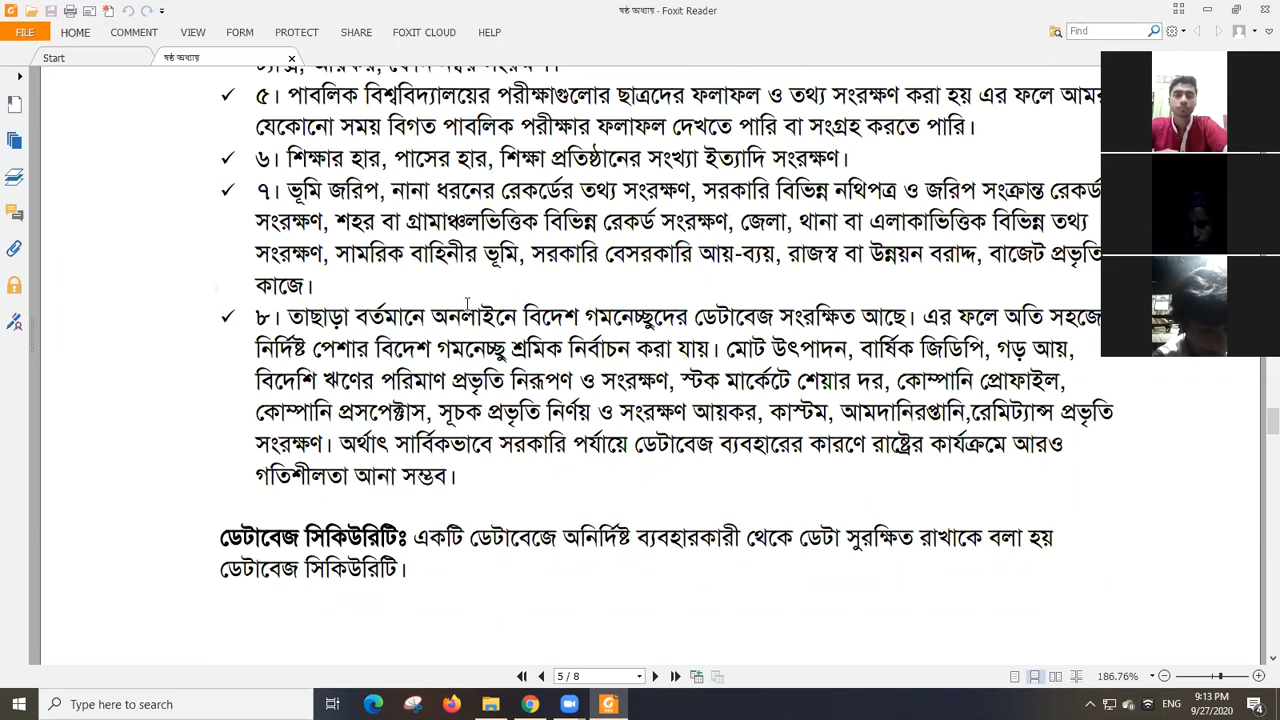 ষষ্ঠ অধ্যায় - Foxit Reader
FILE HOME COMMENT VIEW FORM PROTECT SHARE FOXIT CLOUD HELP Find
Start ষষ্ঠ অধ্যায়
✓ ৫। পাবলিক বিশ্ববিদ্যালয়ের পরীক্ষাগুলোর ছাত্রদের ফলাফল ও তথ্য সংরক্ষণ করা হয় এর ফলে
যেকোনো সময় বিগত পাবলিক পরীক্ষার ফলাফল দেখতে পারি বা সংগ্রহ করতে পারি।
✓ ৬। শিক্ষার হার, পাসের হার, শিক্ষা প্রতিষ্ঠানের সংখ্যা ইত্যাদি সংরক্ষণ।
✓ ৭। ভূমি জরিপ, নানা ধরনের রেকর্ডের তথ্য সংরক্ষণ, সরকারি বিভিন্ন নথিপত্র ও জরিপ সংক্রান্ত রেকর্ড
সংরক্ষণ, শহর বা গ্রামাঞ্চলভিত্তিক বিভিন্ন রেকর্ড সংরক্ষণ, জেলা, থানা বা এলাকাভিত্তিক বিভিন্ন তথ্য
সংরক্ষণ, সামরিক বাহিনীর ভূমি, সরকারি বেসরকারি আয়-ব্যয়, রাজস্ব বা উন্নয়ন বরাদ্দ, বাজেট প্রভৃতি
কাজে।
✓ ৮। তাছাড়া বর্তমানে অনলাইনে বিদেশ গমনেচ্ছুদের ডেটাবেজ সংরক্ষিত আছে। এর ফলে অতি সহজে
নির্দিষ্ট পেশার বিদেশ গমনেচ্ছু শ্রমিক নির্বাচন করা যায়। মোট উৎপাদন, বার্ষিক জিডিপি, গড় আয়,
বিদেশি ঋণের পরিমাণ প্রভৃতি নিরূপণ ও সংরক্ষণ, স্টক মার্কেটে শেয়ার দর, কোম্পানি প্রোফাইল,
কোম্পানি প্রসপেক্টাস, সূচক প্রভৃতি নির্ণয় ও সংরক্ষণ আয়কর, কাস্টম, আমদানিরপ্তানি,রেমিট্যান্স প্রভৃতি
সংরক্ষণ। অর্থাৎ সার্বিকভাবে সরকারি পর্যায়ে ডেটাবেজ ব্যবহারের কারণে রাষ্ট্রের কার্যক্রমে আরও
গতিশীলতা আনা সম্ভব।
ডেটাবেজ সিকিউরিটিঃ একটি ডেটাবেজে অনির্দিষ্ট ব্যবহারকারী থেকে ডেটা সুরক্ষিত রাখাকে বলা হয়
ডেটাবেজ সিকিউরিটি।
5 / 8 186.76%
Type here to search ENG 9:13 PM
9/27/2020